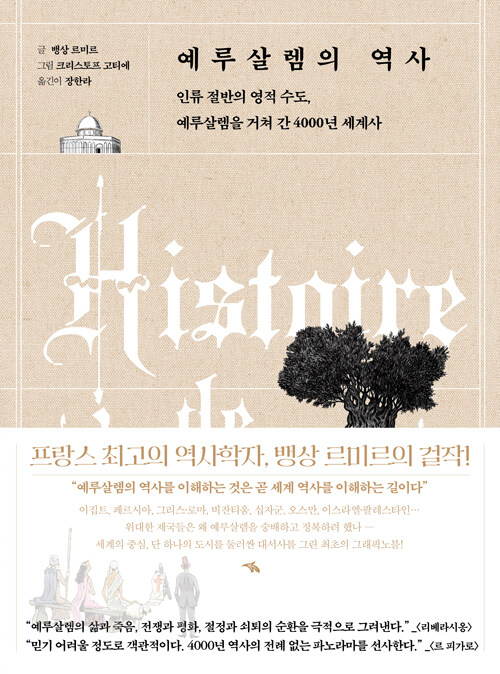 글 뱅상 르미르
그림 크리스토프 고티에
옮긴이 장한라
예루살렘의 역사
인류 절반의 영적 수도,
예루살렘을 거쳐 간 4000년 세계사
Histoire
de
프랑스 최고의 역사학자, 뱅상 르미르의 걸작!
“예루살렘의 역사를 이해하는 것은 곧 세계 역사를 이해하는 길이다”
이집트, 페르시아, 그리스·로마, 비잔티움, 십자군, 오스만, 이스라엘·팔레스타인…
위대한 제국들은 왜 예루살렘을 숭배하고 정복하려 했나 —
세계의 중심, 단 하나의 도시를 둘러싼 대서사를 그린 최초의 그래픽노블!
“예루살렘의 삶과 죽음, 전쟁과 평화, 절정과 쇠퇴의 순환을 극적으로 그려낸다.” _〈리베라시옹〉
“믿기 어려울 정도로 객관적이다. 4000년 역사의 전례 없는 파노라마를 선사한다.” _〈르 피가로〉